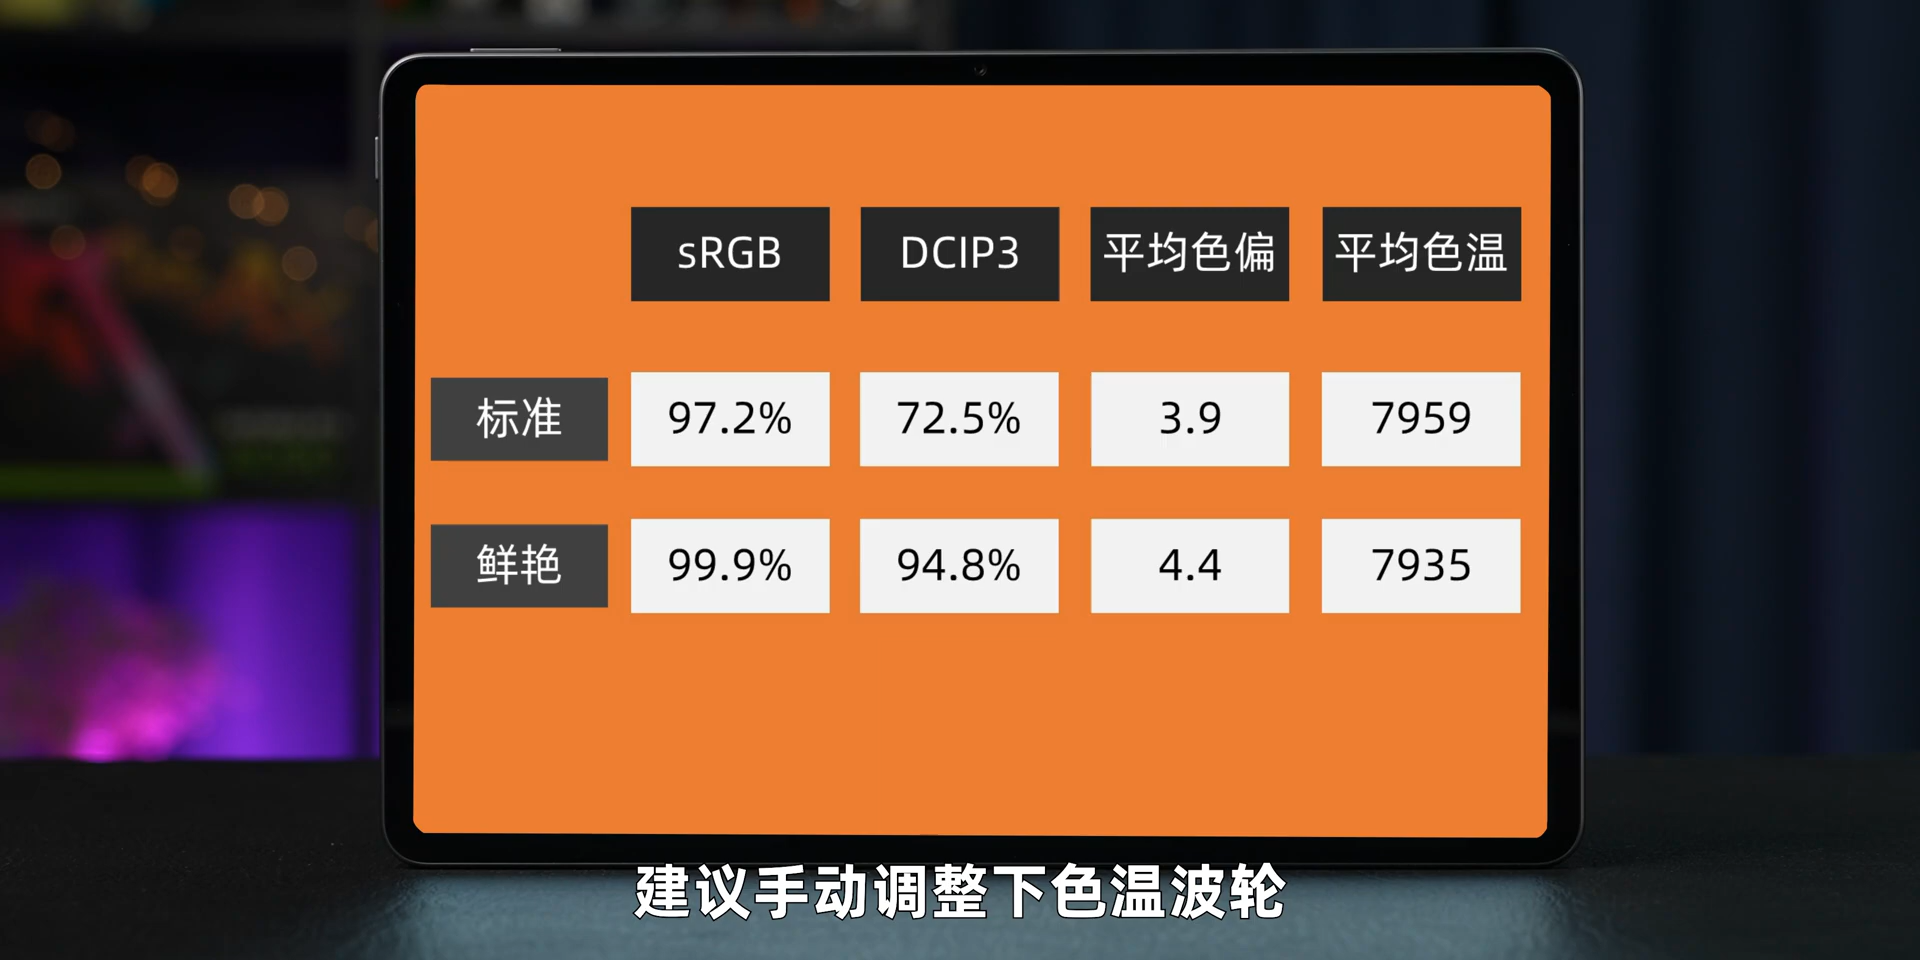 sRGB DCIP3 平均色偏 平均色温
标准 97.2% 72.5% 3.9 7959
鲜艳 99.9% 94.8% 4.4 7935
建议手动调整下色温波轮